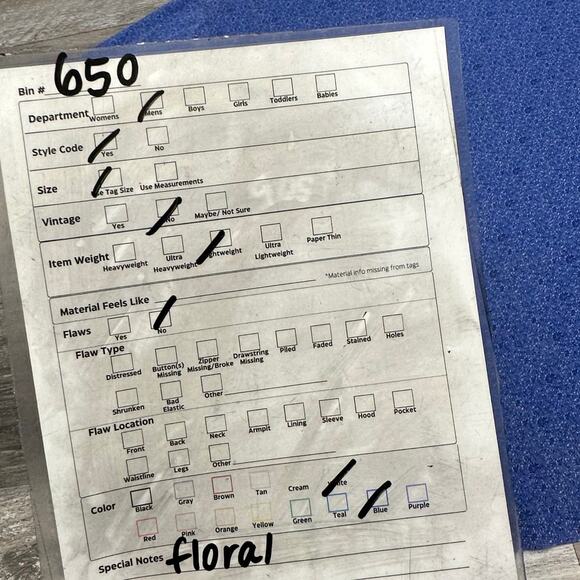 Bin # 650
Department Womens Mens Boys Girls Toddlers Babies
Style Code Yes No
Size Use Tag Size Use Measurements
Vintage Yes No Maybe/ Not Sure
Item Weight Heavyweight Ultra Heavyweight Lightweight Ultra Lightweight Paper Thin
*Material info missing from tags
Material Feels Like
Flaws Yes No
Flaw Type Distressed Button(s) Missing Zipper Missing/Broke Drawstring Missing Piled Faded Stained Holes
Shrunken Bad Elastic Other
Flaw Location Front Back Neck Armpit Lining Sleeve Hood Pocket
Waistline Legs Other
Color Black Gray Brown Tan Cream White
Red Pink Orange Yellow Green Teal Blue Purple
Special Notes floral